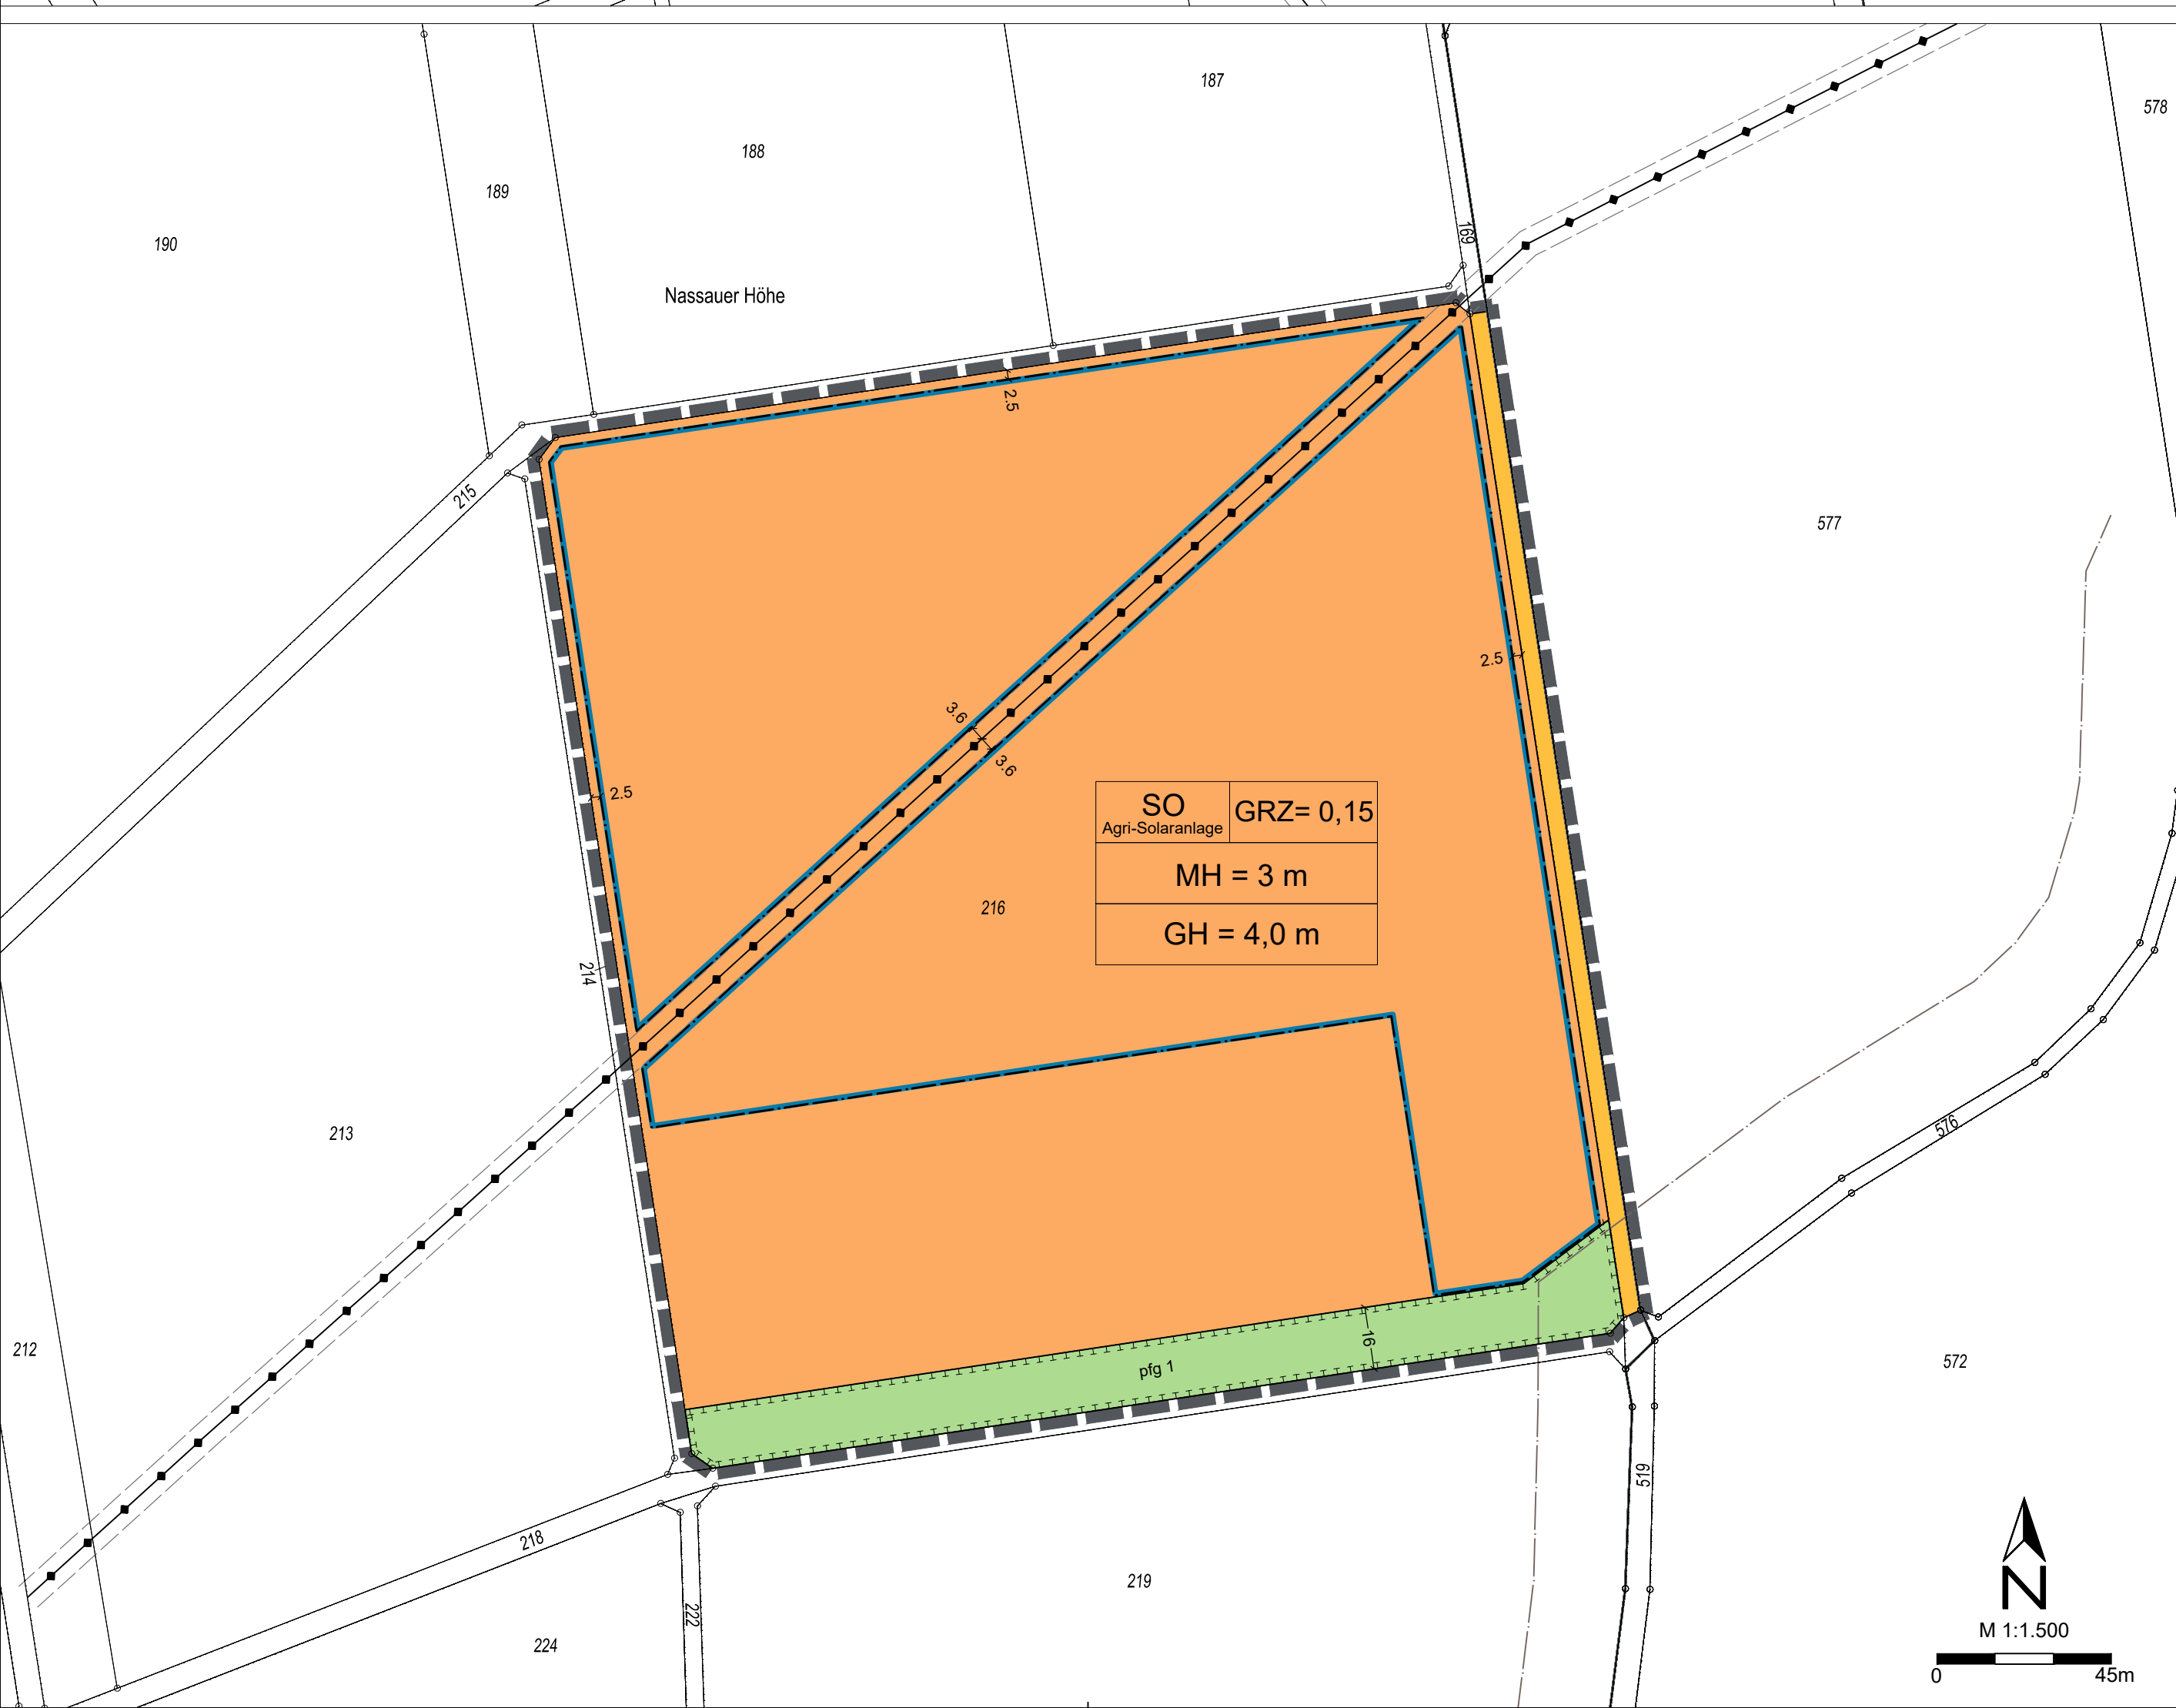 187
578
188
189
190
169
Nassauer Höhe
2.5
215
577
2.5
3.6
3.6
2.5
SO
Agri-Solaranlage
GRZ= 0,15
MH = 3 m
216
GH = 4,0 m
214
213
576
16
212
pfg 1
572
519
218
219
222
224
N
M 1:1.500
0
45m